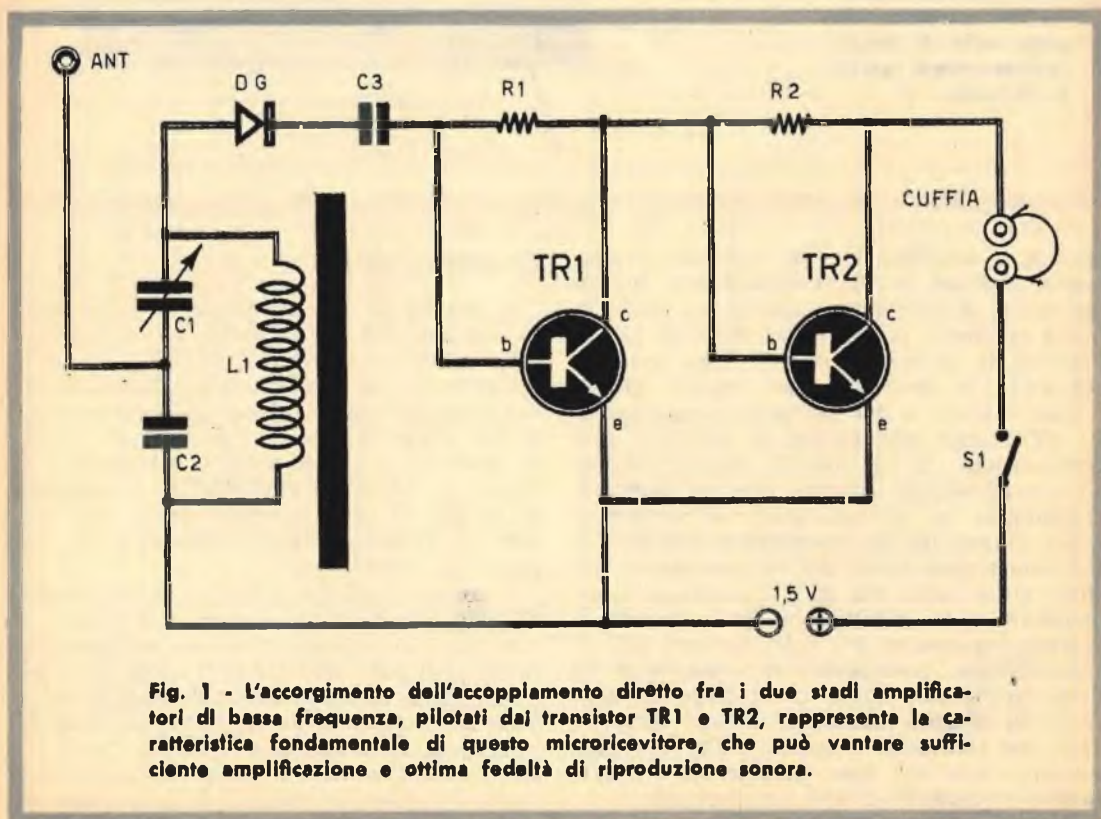 ANT
DG
C3
R1
R2
CUFFIA
TR1
TR2
c
c
b
b
C1
L1
e
e
C2
S1
1,5 V
Fig. 1 - L'accorgimento dell'accoppiamento diretto fra i due stadi amplifica-
tori di bassa frequenza, pilotati dai transistor TR1 e TR2, rappresenta la ca-
ratteristica fondamentale di questo microricevitore, che può vantare suffi-
ciente amplificazione e ottima fedeltà di riproduzione sonora.